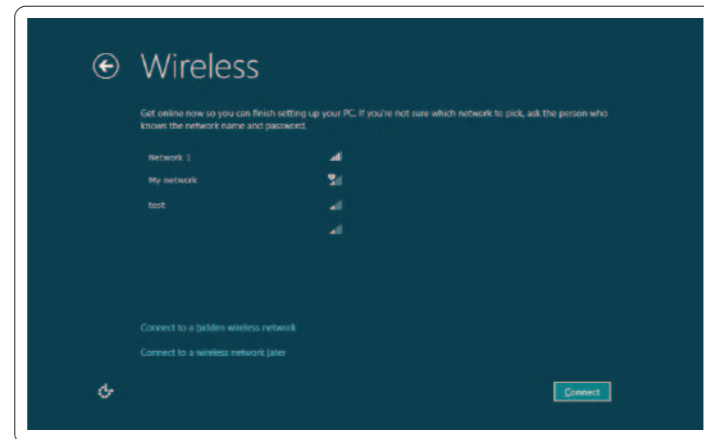 Wireless
Get online now so you can finish setting up your PC. If you're not sure which network to pick, ask the person who
knows the network name and password.
Network 1
My network
test
Connect to a hidden wireless network
Connect to a wireless network later
Connect